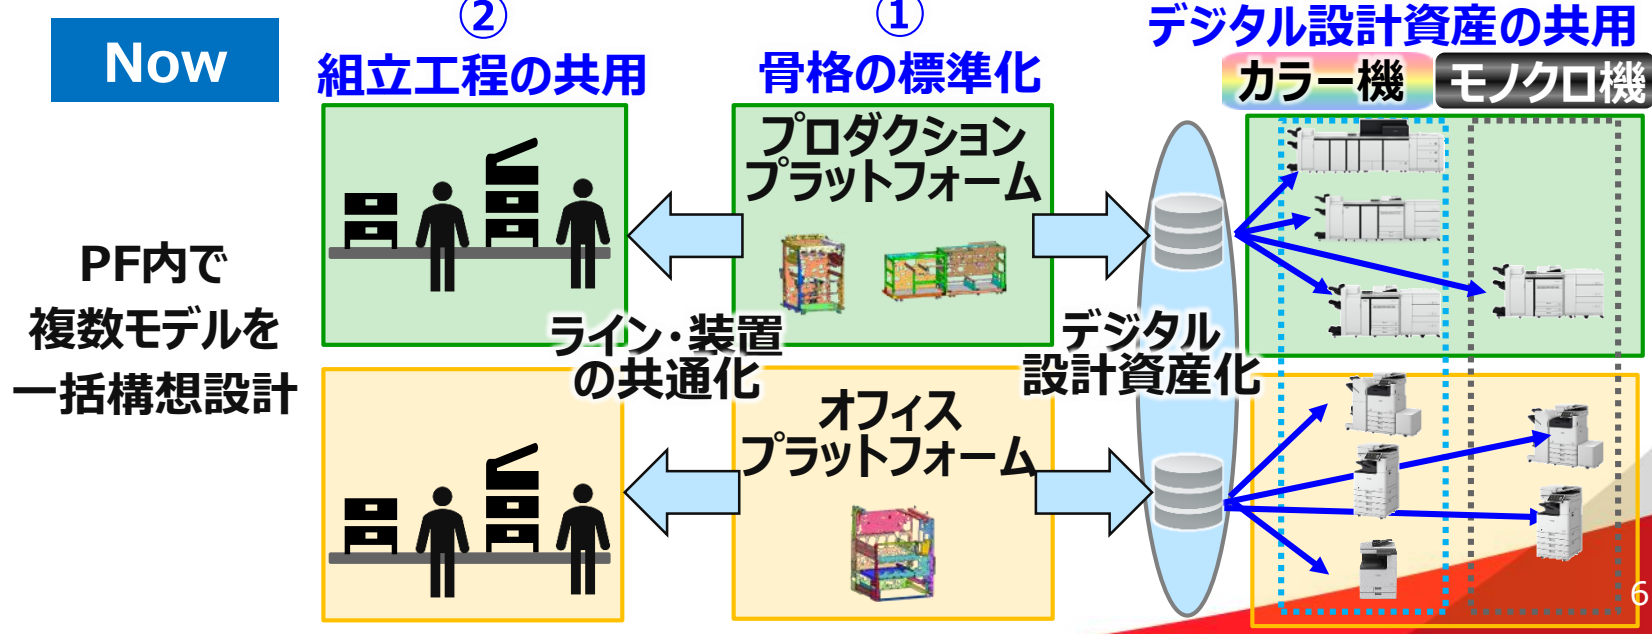 Now
PF内で
複数モデルを
一括構想設計
②
組立工程の共用
①
骨格の標準化
デジタル設計資産の共用
カラー機
モノクロ機
プロダクション
プラットフォーム
ライン・装置
の共通化
デジタル
設計資産化
オフィス
プラットフォーム
6